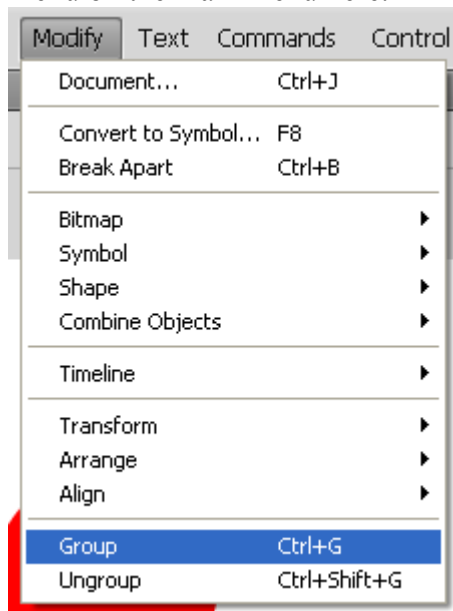 Modify Text Commands Control
Document... Ctrl+J
Convert to Symbol... F8
Break Apart Ctrl+B
Bitmap
Symbol
Shape
Combine Objects
Timeline
Transform
Arrange
Align
Group Ctrl+G
Ungroup Ctrl+Shift+G